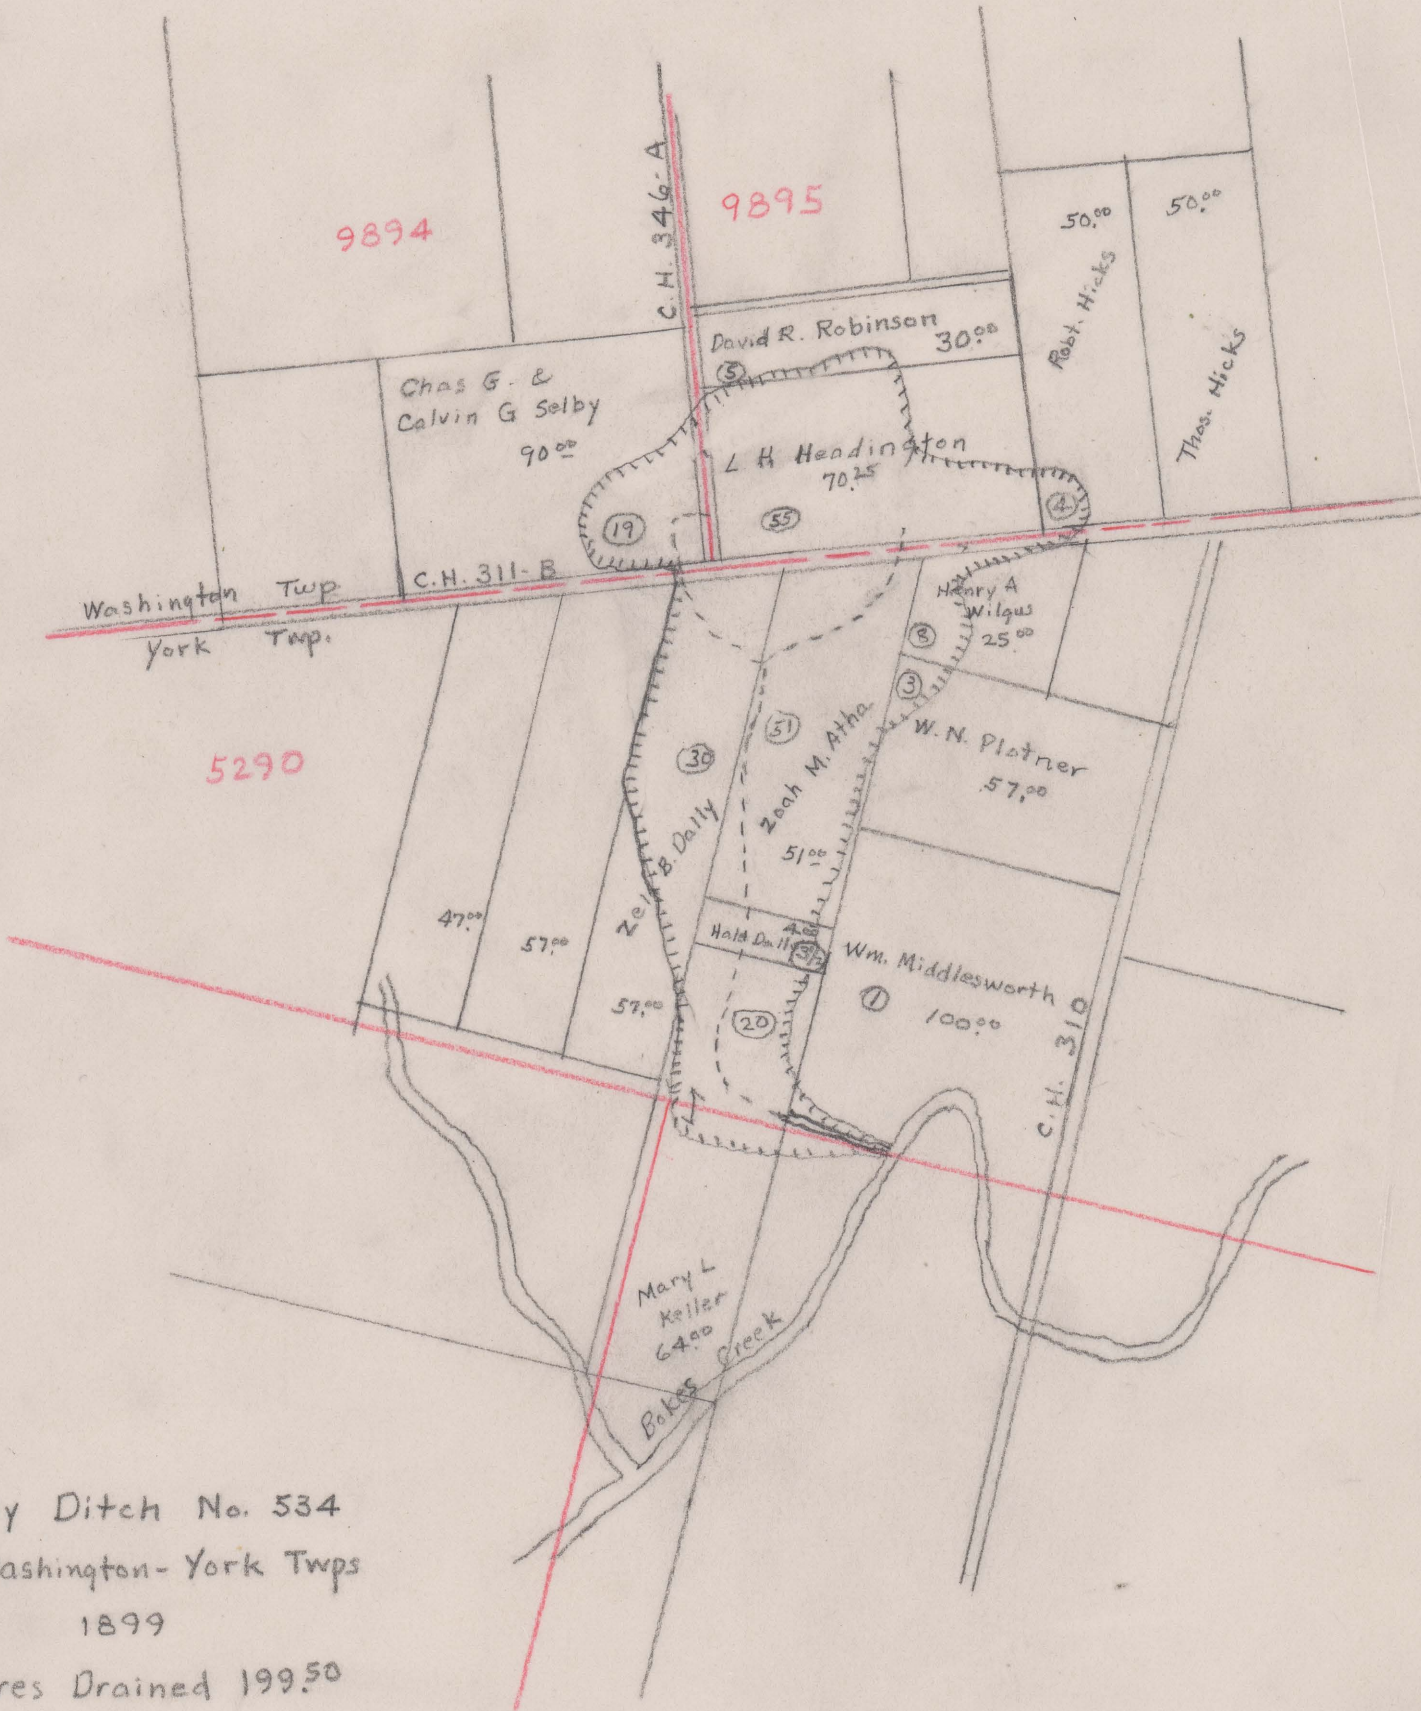 C.H. 346-A
9894
9895
50.00
50.00
Robt. Hicks
Thos. Hicks
David R. Robinson
30.00
5
Chas G. &
Calvin G Selby
90.00
L H Headington
70.25
19
55
4
C.H. 311-B
Washington Twp.
York Twp.
Henry A
Wilgus
25.00
8
3
5290
51
30
Zoah M. Atha
51.00
W.N. Plotner
57.00
B. Dally
47.00
57.00
57.00
Dally
3 1/2
Wm. Middlesworth
100.00
1
20
C.H. 310
Mary L
Keller
64.00
Bokes Creek
y Ditch No. 534
ashington-York Twps
1899
res Drained 199.50